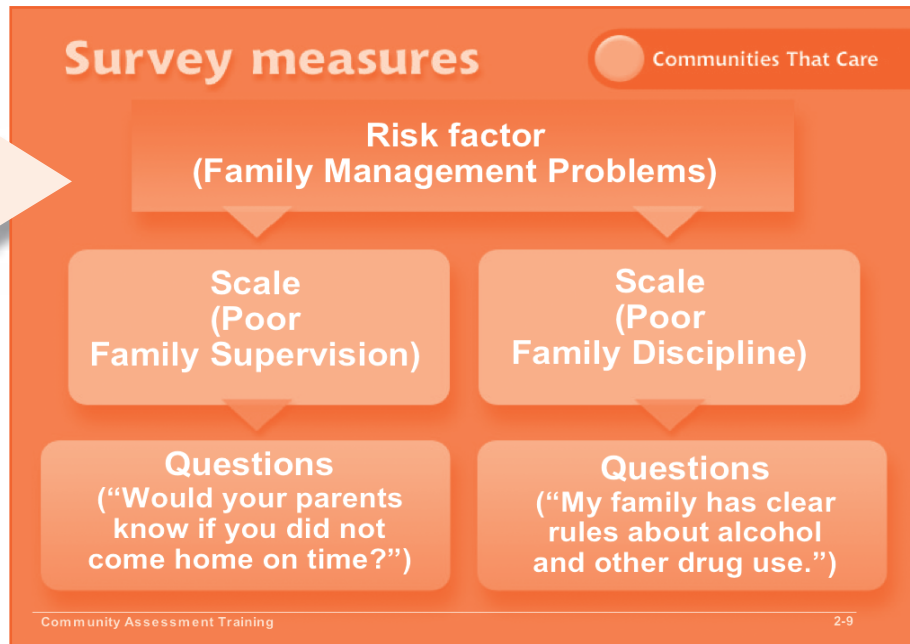 Survey measures
Communities That Care
Risk factor
(Family Management Problems)
Scale
(Poor
Family Supervision)
Scale
(Poor
Family Discipline)
Questions
(“Would your parents
know if you did not
come home on time?”)
Questions
(“My family has clear
rules about alcohol
and other drug use.”)
Community Assessment Training
2-9